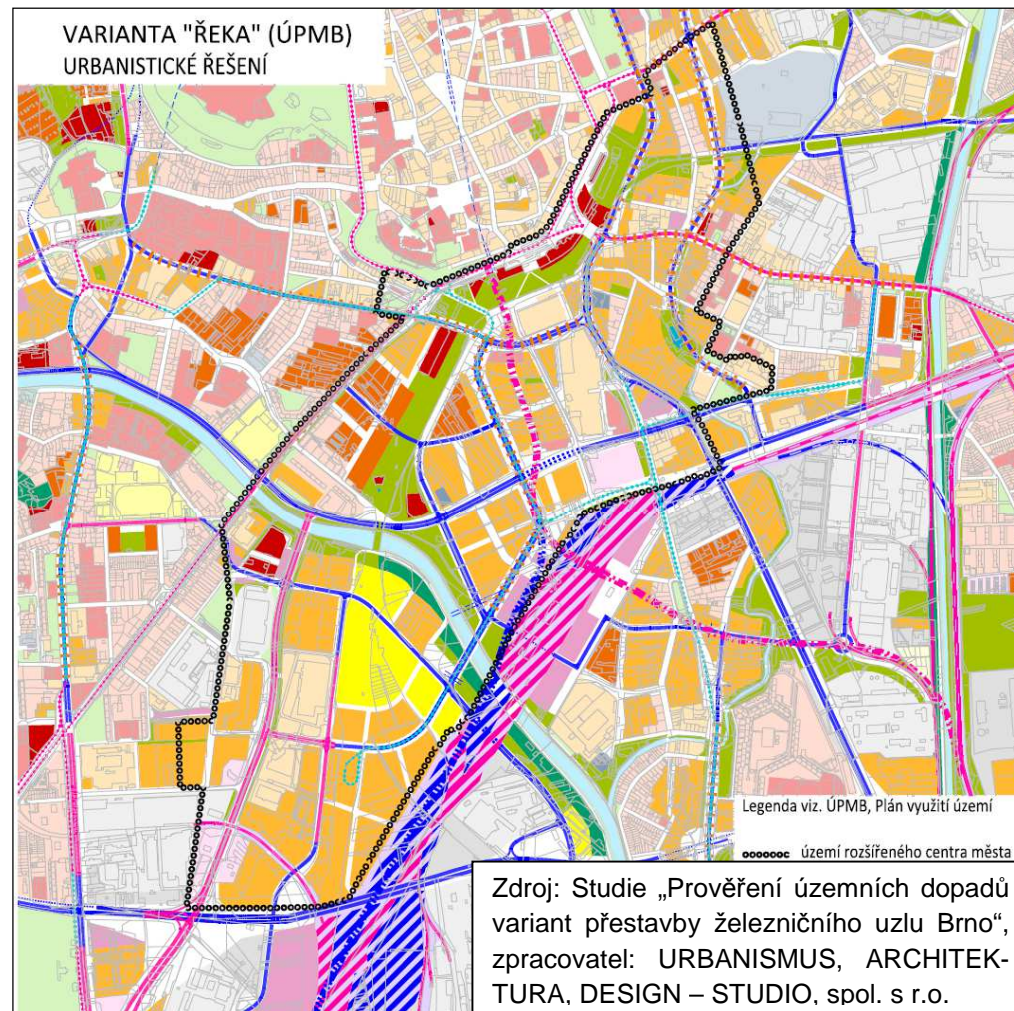 VARIANTA "ŘEKA" (ÚPMB)
URBANISTICKÉ ŘEŠENÍ
Legenda viz. ÚPMB, Plán využití území
území rozšířeného centra města
Zdroj: Studie „Prověření územních dopadů
variant přestavby železničního uzlu Brno“,
zpracovatel: URBANISMUS, ARCHITEK-
TURA, DESIGN – STUDIO, spol. s r.o.